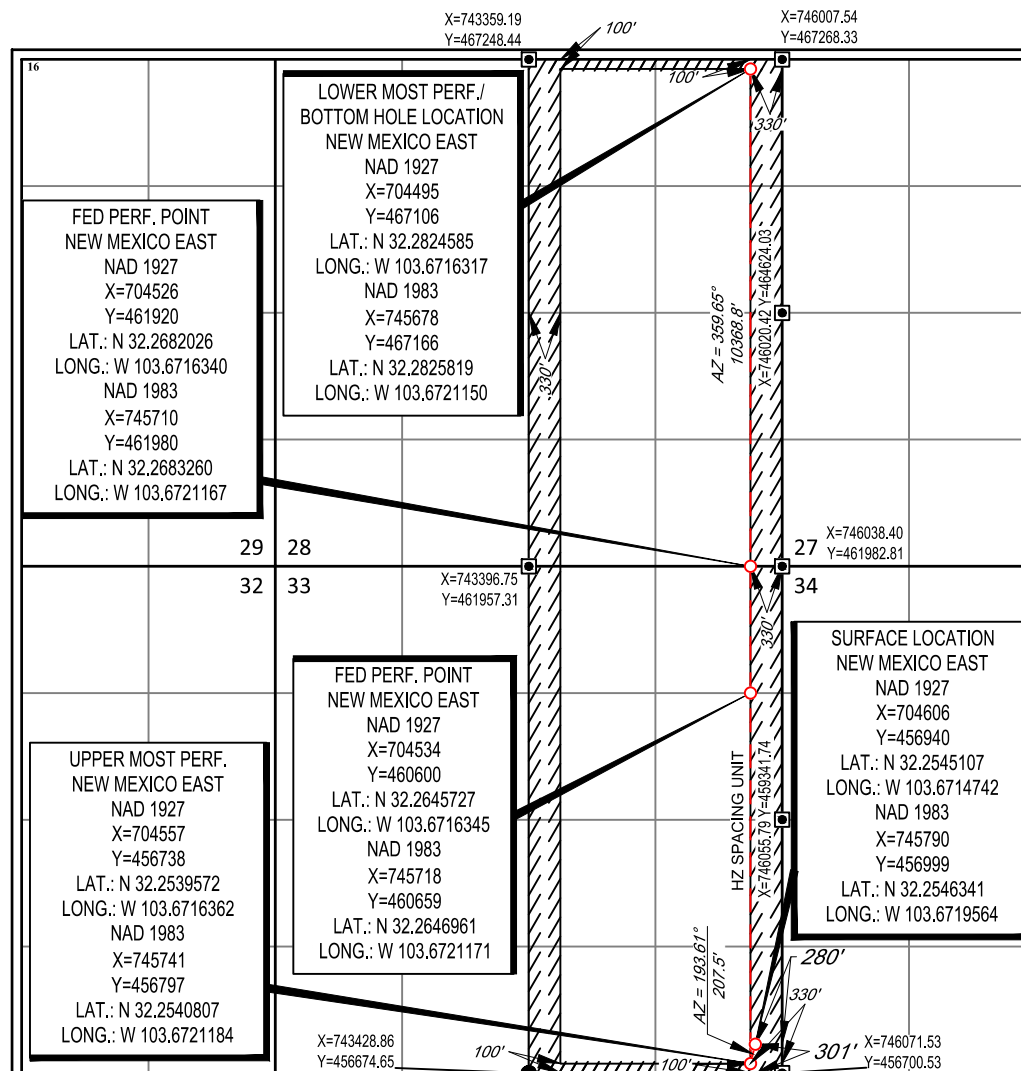 X=743359.19
Y=467248.44
100'
X=746007.54
Y=467268.33
16
100'
330'
LOWER MOST PERF./
BOTTOM HOLE LOCATION
NEW MEXICO EAST
NAD 1927
X=704495
Y=467106
LAT.: N 32.2824585
LONG.: W 103.6716317
NAD 1983
X=745678
Y=467166
LAT.: N 32.2825819
LONG.: W 103.6721150
FED PERF. POINT
NEW MEXICO EAST
NAD 1927
X=704526
Y=461920
LAT.: N 32.2682026
LONG.: W 103.6716340
NAD 1983
X=745710
Y=461980
LAT.: N 32.2683260
LONG.: W 103.6721167
330'
AZ = 359.65°
10368.8'
X=746020.42 Y=464624.03
29 28
32 33
27
34
X=746038.40
Y=461982.81
X=743396.75
Y=461957.31
330'
SURFACE LOCATION
NEW MEXICO EAST
NAD 1927
X=704606
Y=456940
LAT.: N 32.2545107
LONG.: W 103.6714742
NAD 1983
X=745790
Y=456999
LAT.: N 32.2546341
LONG.: W 103.6719564
FED PERF. POINT
NEW MEXICO EAST
NAD 1927
X=704534
Y=460600
LAT.: N 32.2645727
LONG.: W 103.6716345
NAD 1983
X=745718
Y=460659
LAT.: N 32.2646961
LONG.: W 103.6721171
UPPER MOST PERF.
NEW MEXICO EAST
NAD 1927
X=704557
Y=456738
LAT.: N 32.2539572
LONG.: W 103.6716362
NAD 1983
X=745741
Y=456797
LAT.: N 32.2540807
LONG.: W 103.6721184
HZ SPACING UNIT
X=746055.79 Y=459341.74
AZ = 193.61°
207.5'
280'
330'
301'
X=743428.86
Y=456674.65
100'
100'
X=746071.53
Y=456700.53